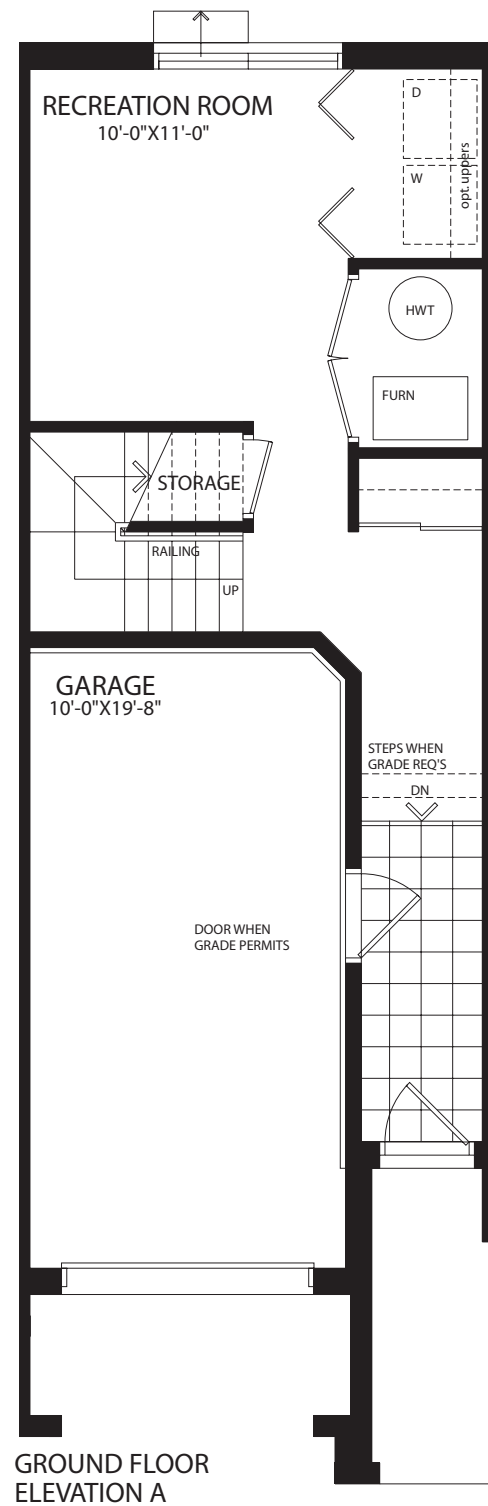 RECREATION ROOM
10'-0"X11'-0"
D
W
opt. uppers
HWT
FURN
STORAGE
RAILING
UP
GARAGE
10'-0"X19'-8"
STEPS WHEN
GRADE REQ'S
DN
DOOR WHEN
GRADE PERMITS
GROUND FLOOR
ELEVATION A